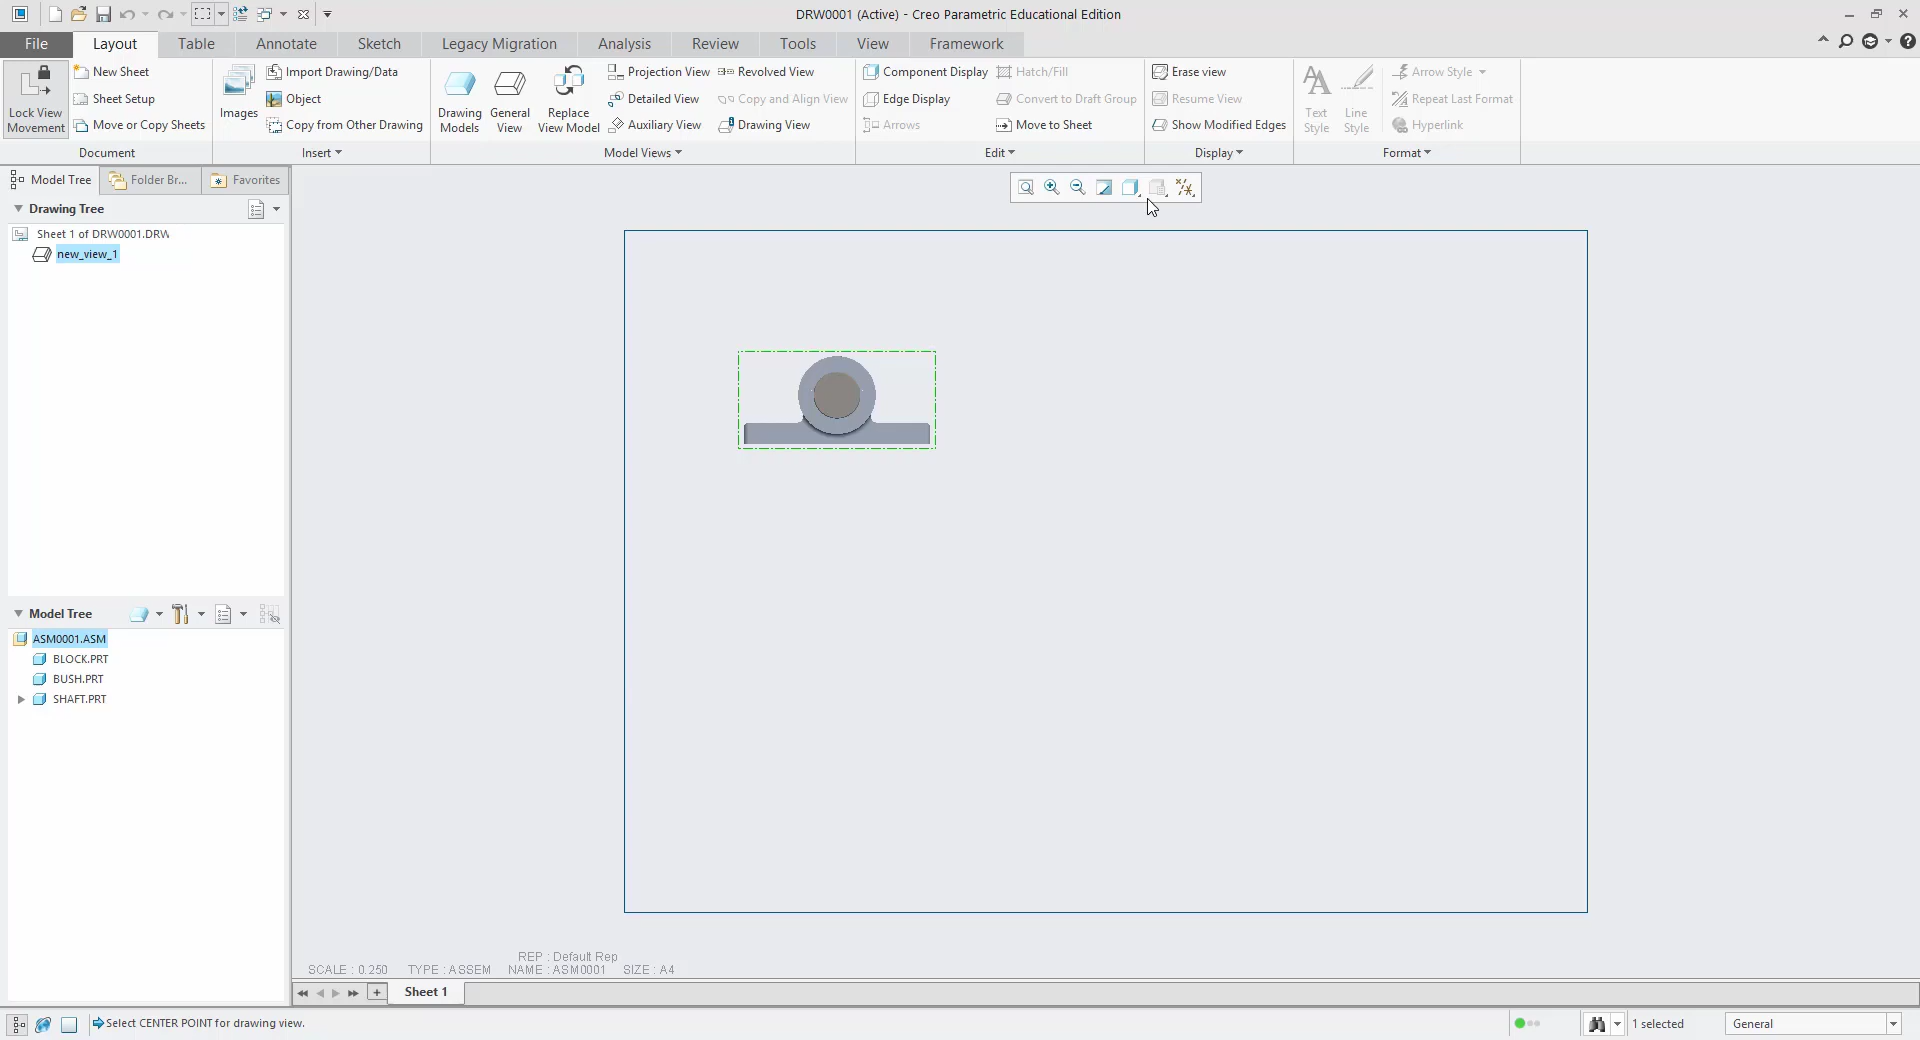 DRW0001 (Active) - Creo Parametric Educational Edition
File
Layout
Table
Annotate
Sketch
Legacy Migration
Analysis
Review
Tools
View
Framework
Lock View
Movement
New Sheet
Sheet Setup
Move or Copy Sheets
Document
Images
Import Drawing/Data
Object
Copy from Other Drawing
Insert
Drawing
Models
General
View
Replace
View Model
Projection View
Detailed View
Auxiliary View
Revolved View
Copy and Align View
Drawing View
Model Views
Component Display
Edge Display
Arrows
Hatch/Fill
Convert to Draft Group
Move to Sheet
Edit
Erase view
Resume View
Show Modified Edges
Display
Text
Style
Line
Style
Arrow Style
Repeat Last Format
Hyperlink
Format
Model Tree
Folder Br...
Favorites
Drawing Tree
Sheet 1 of DRW0001.DRW
new_view_1
Model Tree
ASM0001.ASM
BLOCK.PRT
BUSH.PRT
SHAFT.PRT
REP : Default Rep
SCALE : 0.250 TYPE : ASSEM NAME : ASM0001 SIZE : A4
Sheet 1
Select CENTER POINT for drawing view.
1 selected
General